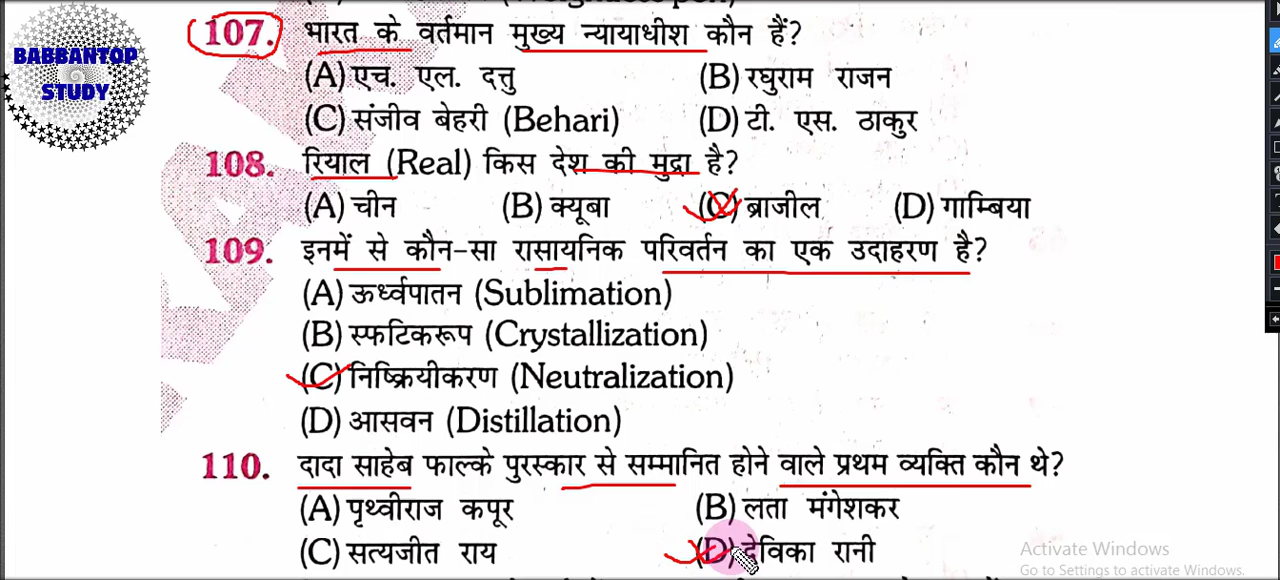 BABBANTOP
STUDY
107. भारत के वर्तमान मुख्य न्यायाधीश कौन हैं?
(A) एच. एल. दत्तु (B) रघुराम राजन
(C) संजीव बेहरी (Behari) (D) टी. एस. ठाकुर
108. रियाल (Real) किस देश की मुद्रा है?
(A) चीन (B) क्यूबा (C) ब्राजील (D) गाम्बिया
109. इनमें से कौन-सा रासायनिक परिवर्तन का एक उदाहरण है?
(A) ऊर्ध्वपातन (Sublimation)
(B) स्फटिकरूप (Crystallization)
(C) निष्क्रियीकरण (Neutralization)
(D) आसवन (Distillation)
110. दादा साहेब फाल्के पुरस्कार से सम्मानित होने वाले प्रथम व्यक्ति कौन थे?
(A) पृथ्वीराज कपूर (B) लता मंगेशकर
(C) सत्यजीत राय (D) देविका रानी
Activate Windows
Go to Settings to activate Windows.